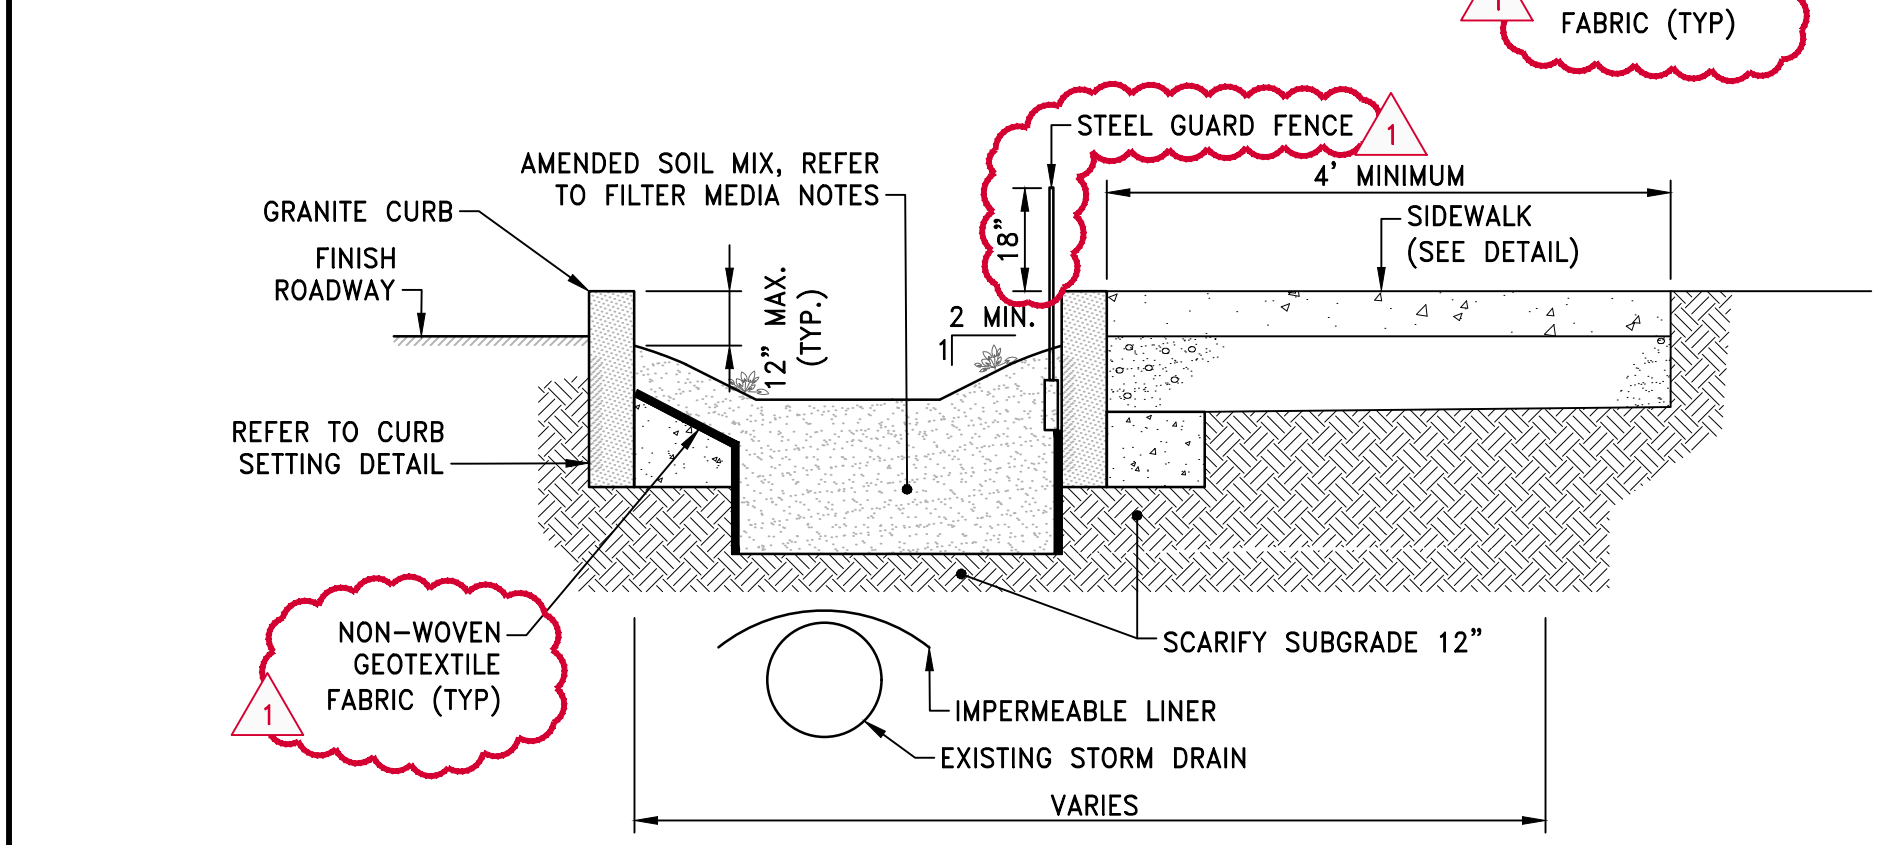 1
FABRIC (TYP)
STEEL GUARD FENCE
1
AMENDED SOIL MIX, REFER
TO FILTER MEDIA NOTES
4' MINIMUM
GRANITE CURB
SIDEWALK
(SEE DETAIL)
18"
FINISH
ROADWAY
12" MAX.
(TYP.)
2 MIN.
1
REFER TO CURB
SETTING DETAIL
NON-WOVEN
GEOTEXTILE
FABRIC (TYP)
1
SCARIFY SUBGRADE 12"
IMPERMEABLE LINER
EXISTING STORM DRAIN
VARIES